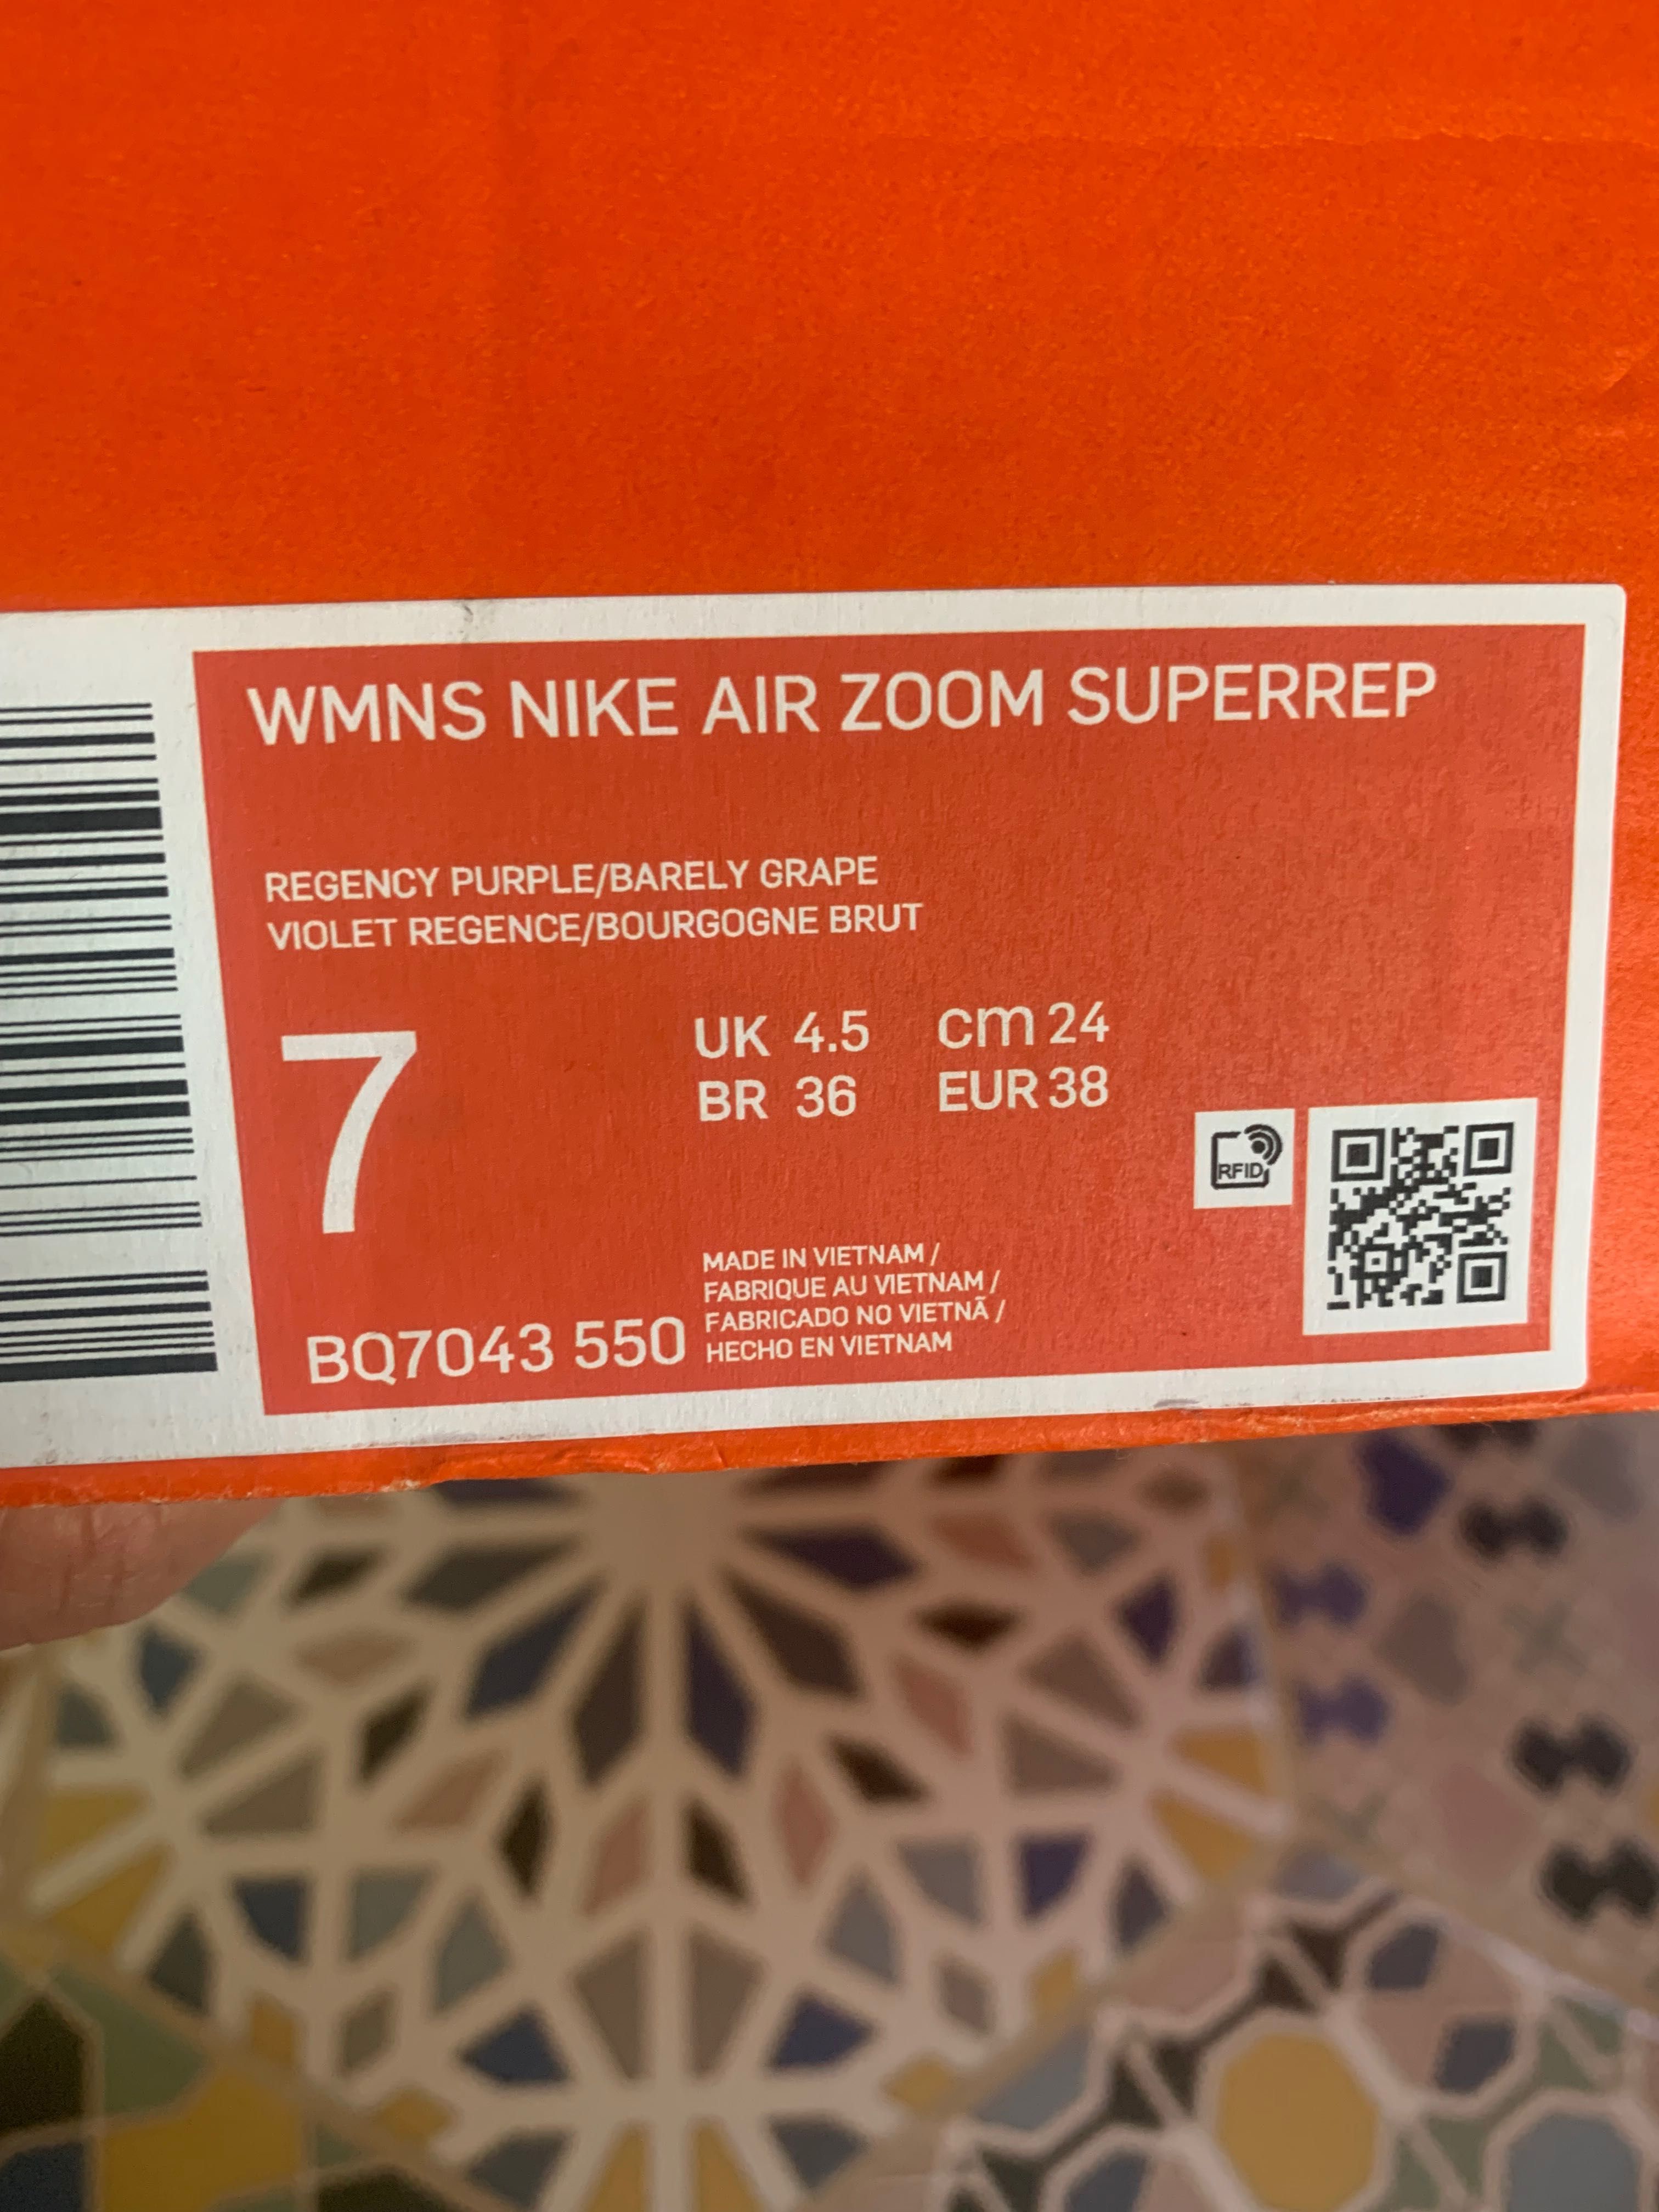 WMNS NIKE AIR ZOOM SUPERREP
REGENCY PURPLE/BARELY GRAPE
VIOLET REGENCE/BOURGOGNE BRUT
7
UK 4.5 cm 24
BR 36 EUR 38
RFID
MADE IN VIETNAM /
FABRIQUE AU VIETNAM /
FABRICADO NO VIETNÃ /
HECHO EN VIETNAM
BQ7043 550